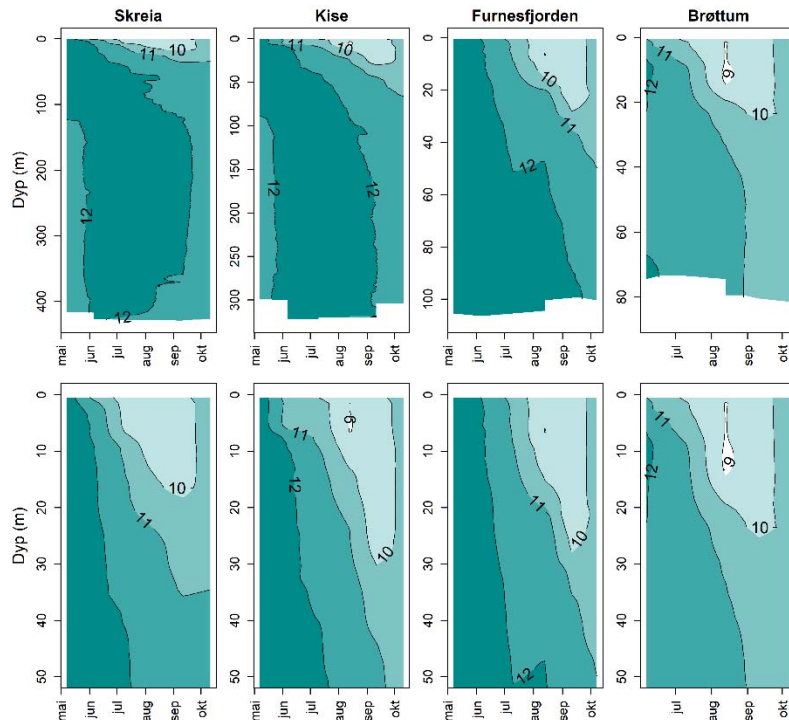 Skreia Kise Furnesfjorden Brøttum
Dyp (m)
0 100 200 300 400
mai jun jul aug sep okt
10 11 12 12
0 50 100 150 200 250 300
mai jun jul aug sep okt
11 10 12 12
0 20 40 60 80 100
mai jun jul aug sep okt
10 11 12
0 20 40 60 80
jul aug sep okt
11 12 9 10
Dyp (m)
0 10 20 30 40 50
mai jun jul aug sep okt
10 11
0 10 20 30 40 50
mai jun jul aug sep okt
9 11 12 10
0 10 20 30 40 50
mai jun jul aug sep okt
11 10 12
0 10 20 30 40 50
jul aug sep okt
11 12 9 10